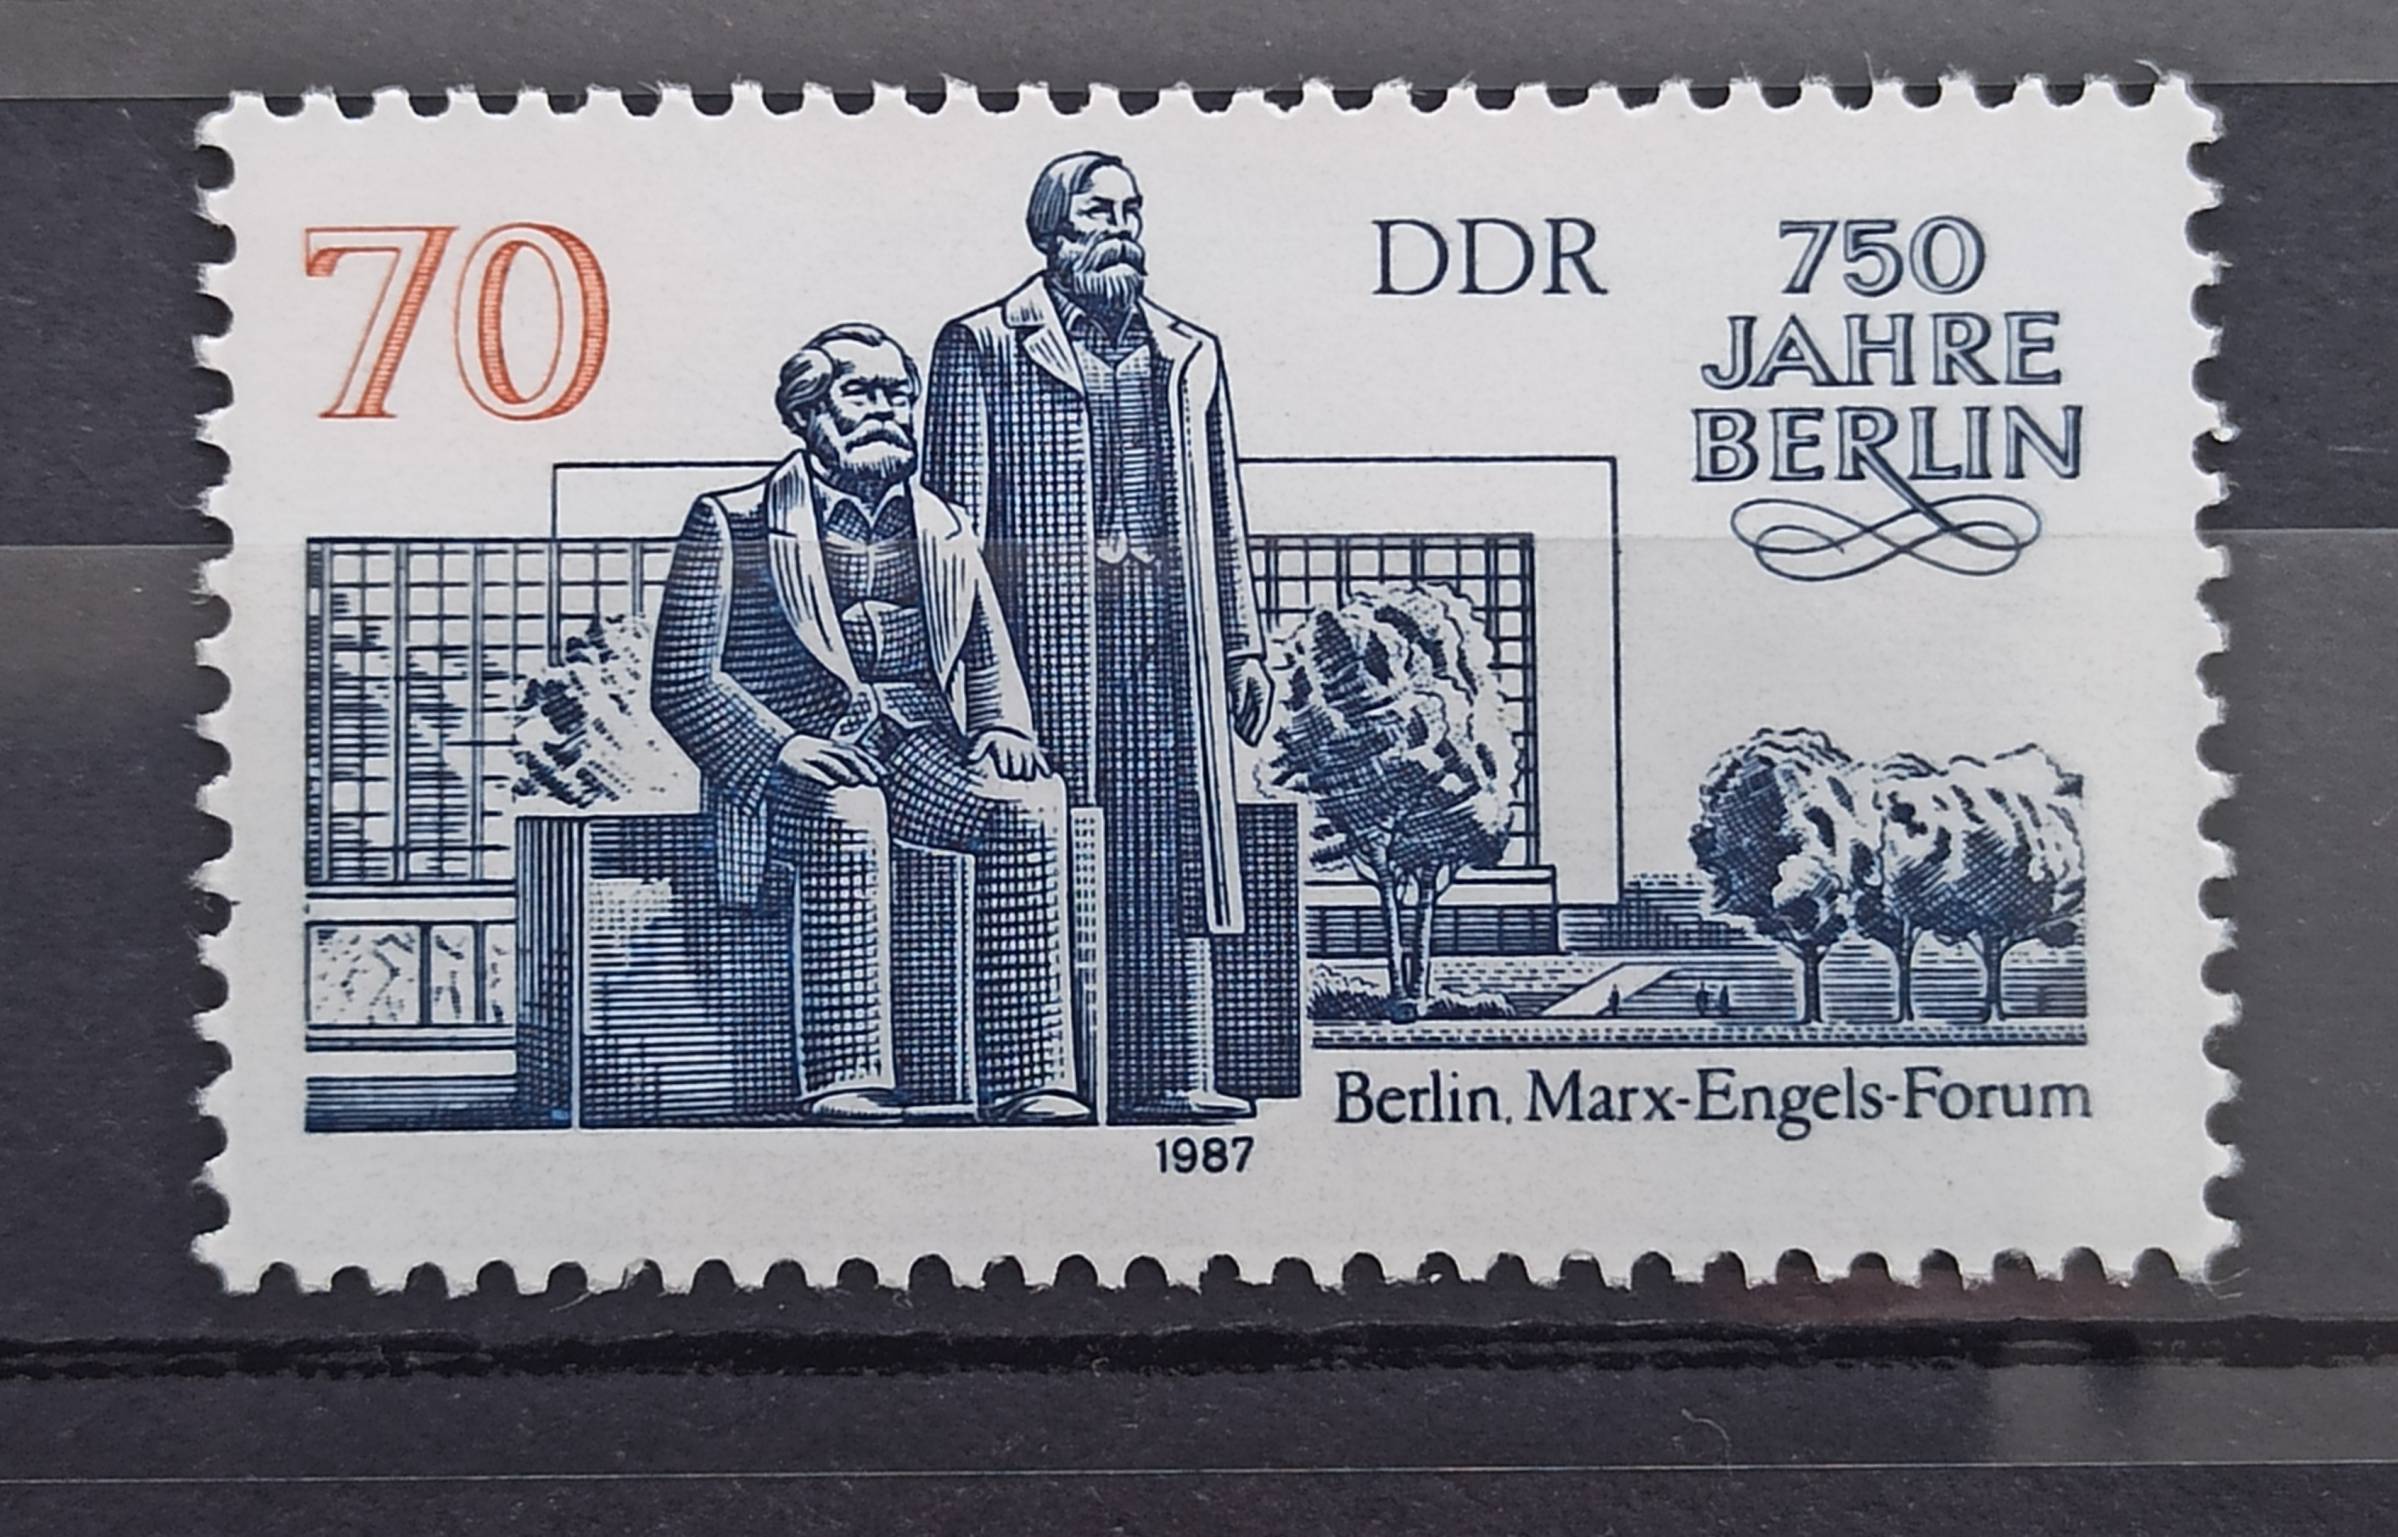 70
DDR
750
JAHRE
BERLIN
Berlin, Marx-Engels-Forum
1987